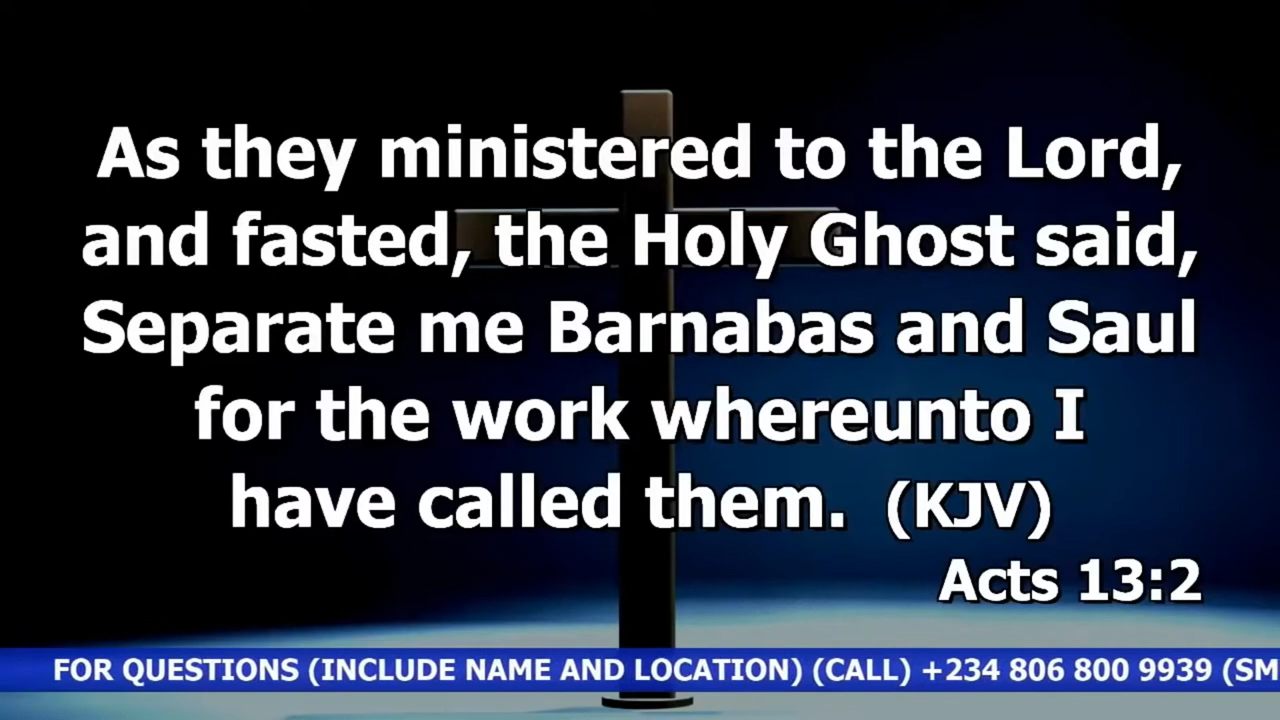 As they ministered to the Lord,
and fasted, the Holy Ghost said,
Separate me Barnabas and Saul
for the work whereunto I
have called them. (KJV)
Acts 13:2
FOR QUESTIONS (INCLUDE NAME AND LOCATION) (CALL) +234 806 800 9939 (SM